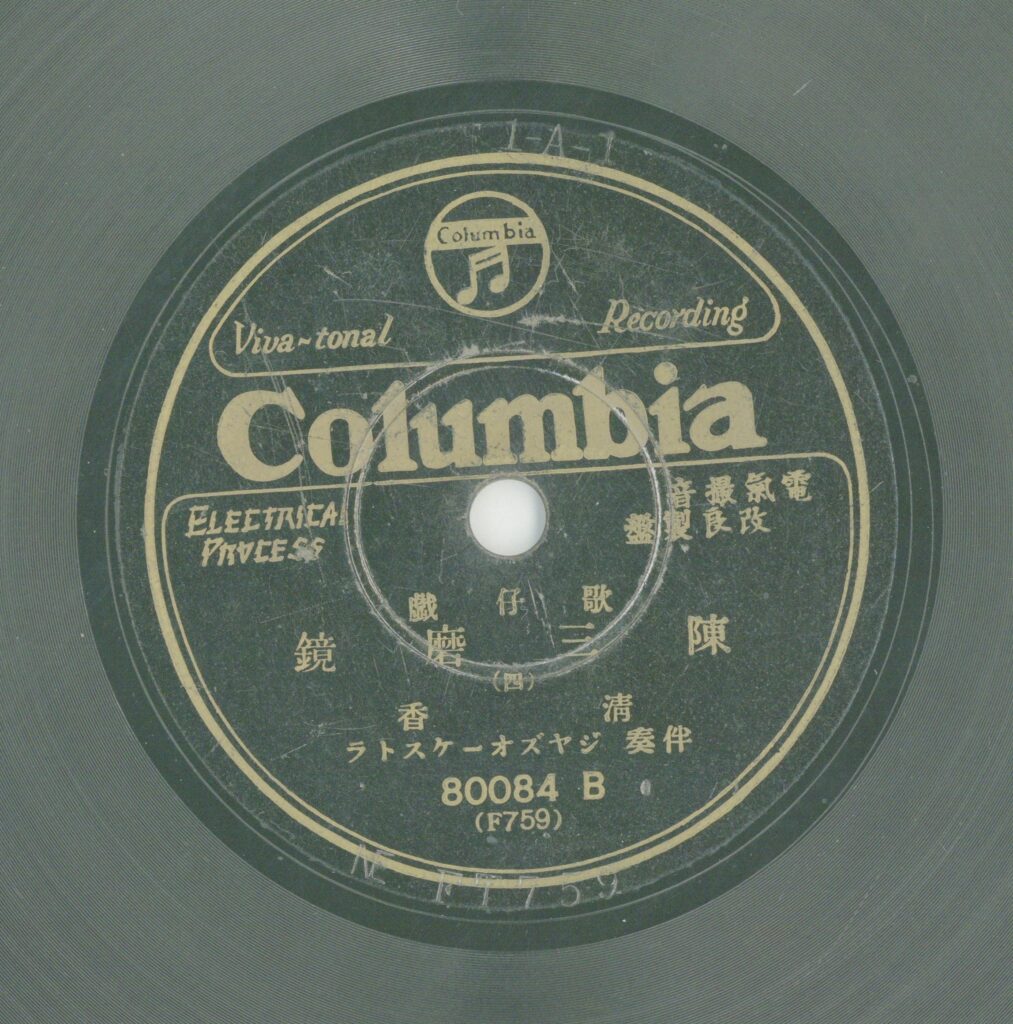 1-A-1
Columbia
Viva~tonal Recording
Columbia
ELECTRICAL
PROCESS
電氣撮音
改良製盤
歌仔戲
陳三磨鏡
(四)
清香
伴奏 ジヤズオーケストラ
80084 B
(F759)
FT759